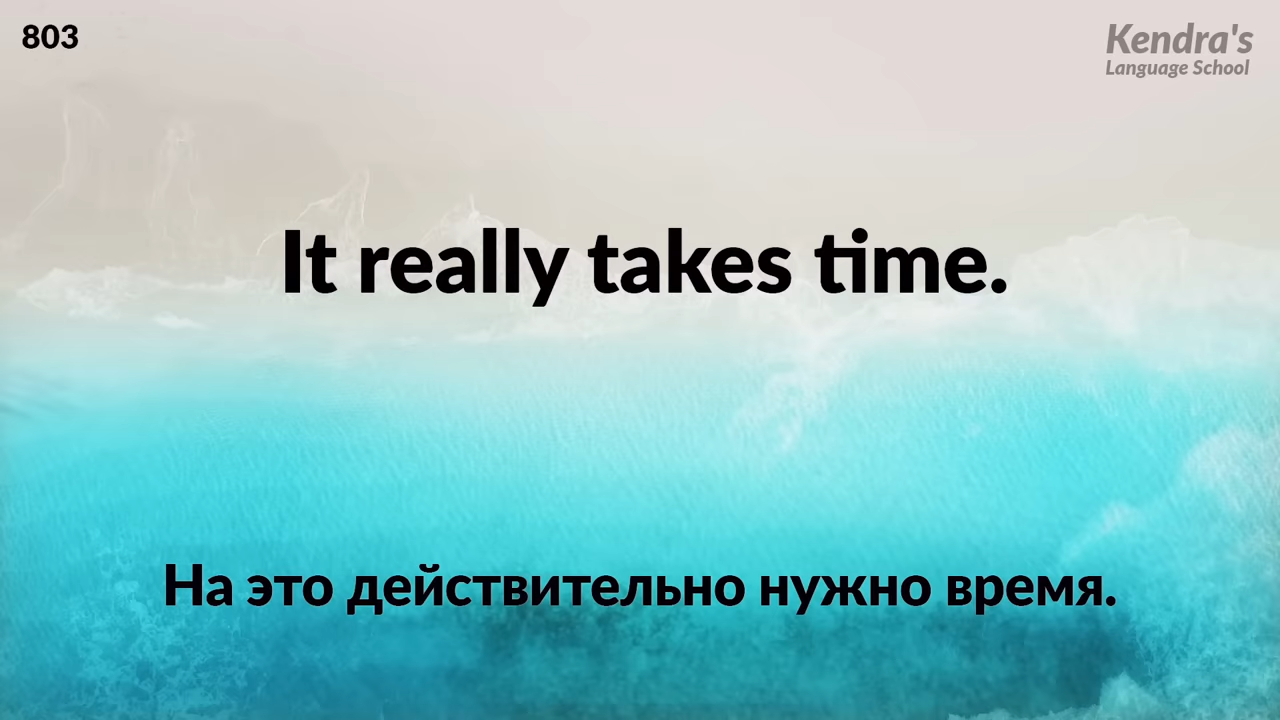 803
Kendra's
Language School
It really takes time.
На это действительно нужно время.